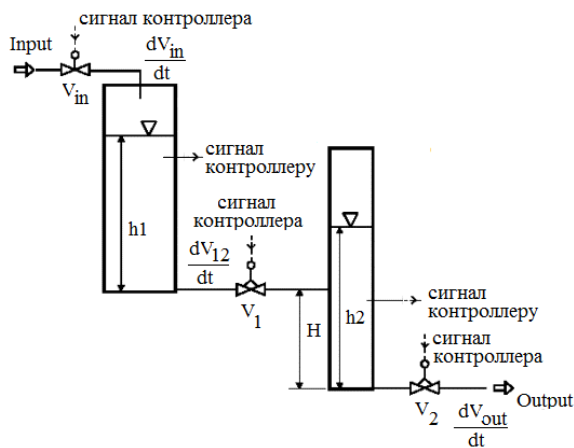 сигнал контроллера
Input
dV_in
dt
V_in
сигнал
контроллеру
h1
сигнал
контроллера
dV_12
dt
V_1
H
h2
сигнал
контроллеру
сигнал
контроллера
V_2
Output
dV_out
dt